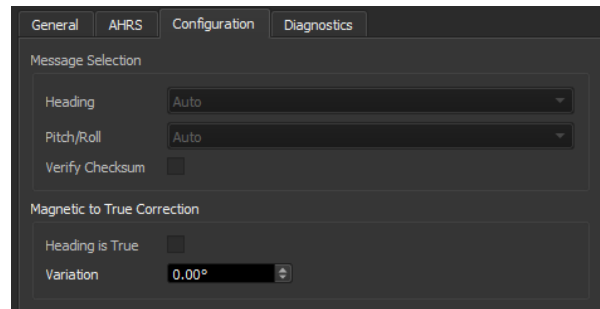 General AHRS Configuration Diagnostics
Message Selection
Heading Auto
Pitch/Roll Auto
Verify Checksum
Magnetic to True Correction
Heading is True
Variation 0.00°